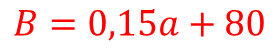 B = 0,15a + 80